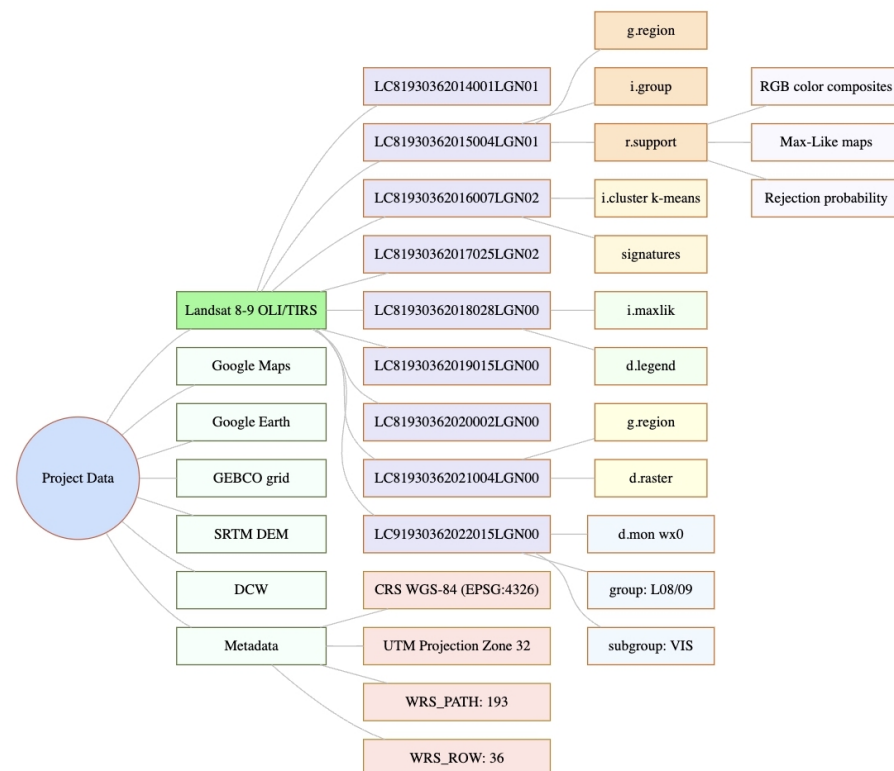 g.region
LC81930362014001LGN01
i.group
RGB color composites
LC81930362015004LGN01
r.support
Max-Like maps
LC81930362016007LGN02
i.cluster k-means
Rejection probability
LC81930362017025LGN02
signatures
Landsat 8-9 OLI/TIRS
LC81930362018028LGN00
i.maxlik
Google Maps
LC81930362019015LGN00
d.legend
Google Earth
LC81930362020002LGN00
g.region
Project Data
GEBCO grid
LC81930362021004LGN00
d.raster
SRTM DEM
LC91930362022015LGN00
d.mon wx0
DCW
CRS WGS-84 (EPSG:4326)
group: L08/09
Metadata
UTM Projection Zone 32
subgroup: VIS
WRS_PATH: 193
WRS_ROW: 36